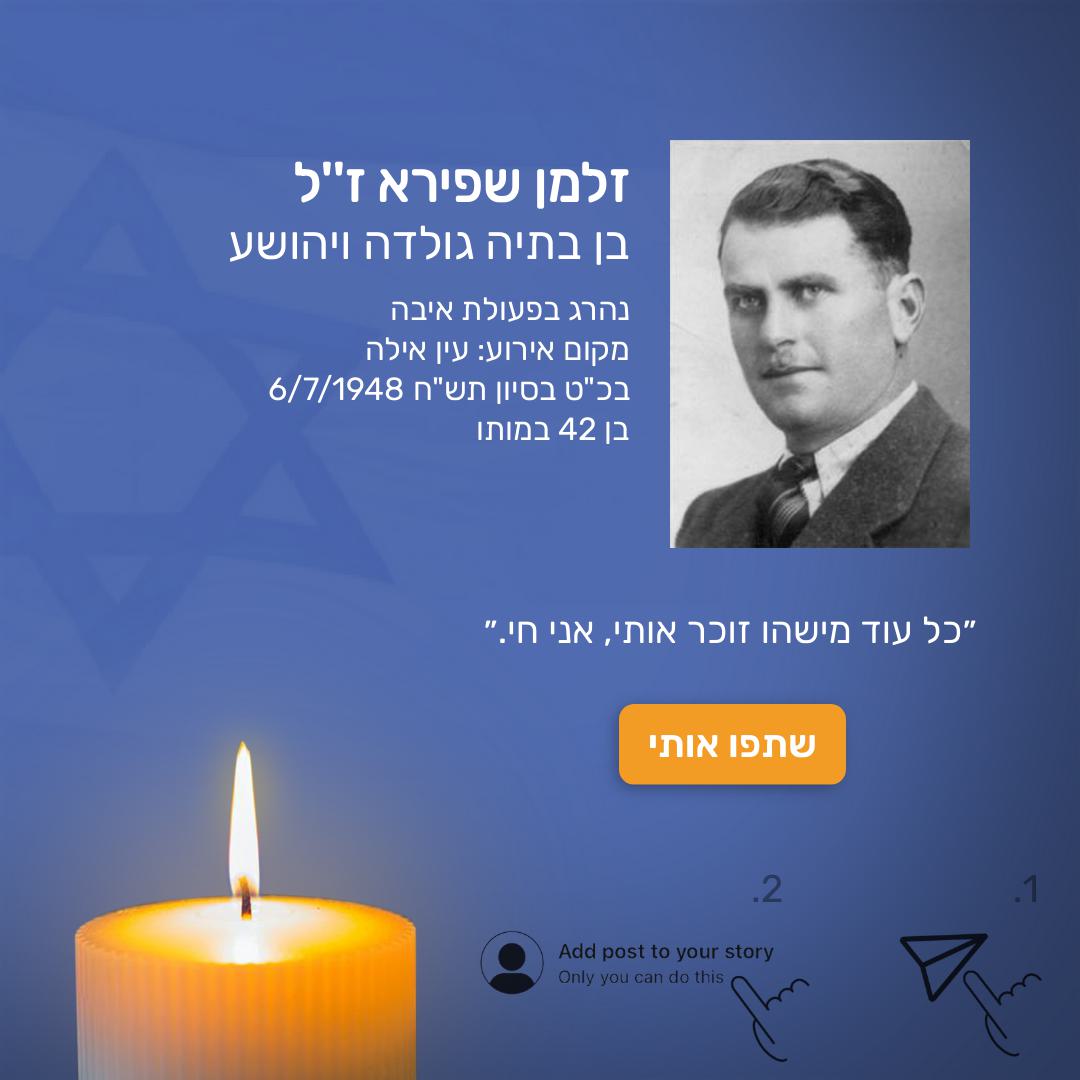 זלמן שפירא ז"ל
בן בתיה גולדה ויהושע
נהרג בפעולת איבה
מקום אירוע: עין אילה
בכ"ט בסיון תש"ח 6/7/1948
בן 42 במותו
״כל עוד מישהו זוכר אותי, אני חי.״
שתפו אותי
.1
.2
Add post to your story
Only you can do this